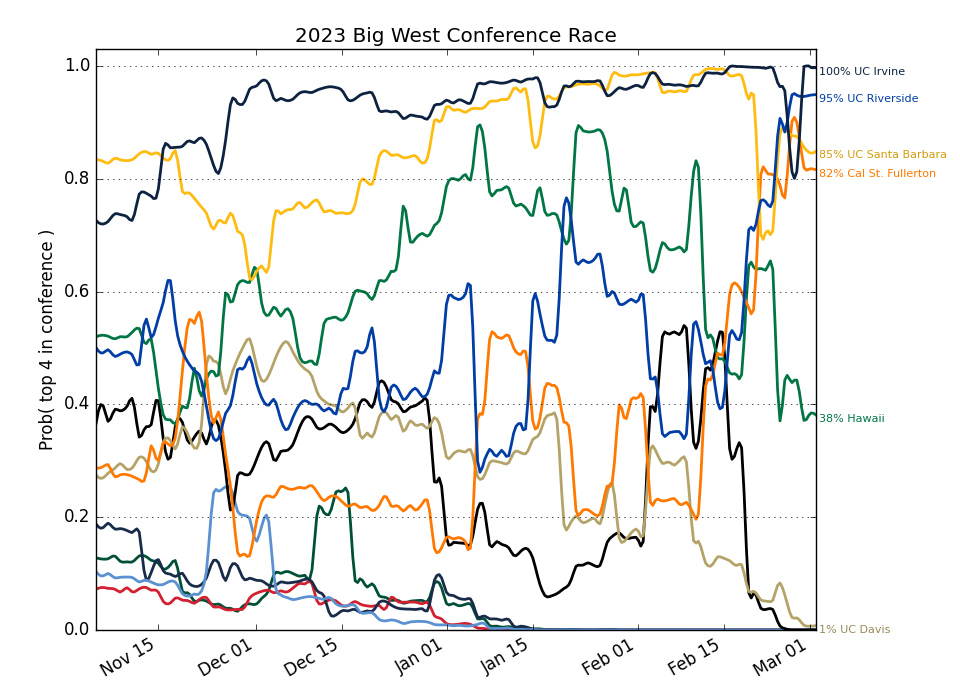 2023 Big West Conference Race
Prob( top 4 in conference )
1.0
0.8
0.6
0.4
0.2
0.0
Nov 15
Dec 01
Dec 15
Jan 01
Jan 15
Feb 01
Feb 15
Mar 01
100% UC Irvine
95% UC Riverside
85% UC Santa Barbara
82% Cal St. Fullerton
38% Hawaii
1% UC Davis